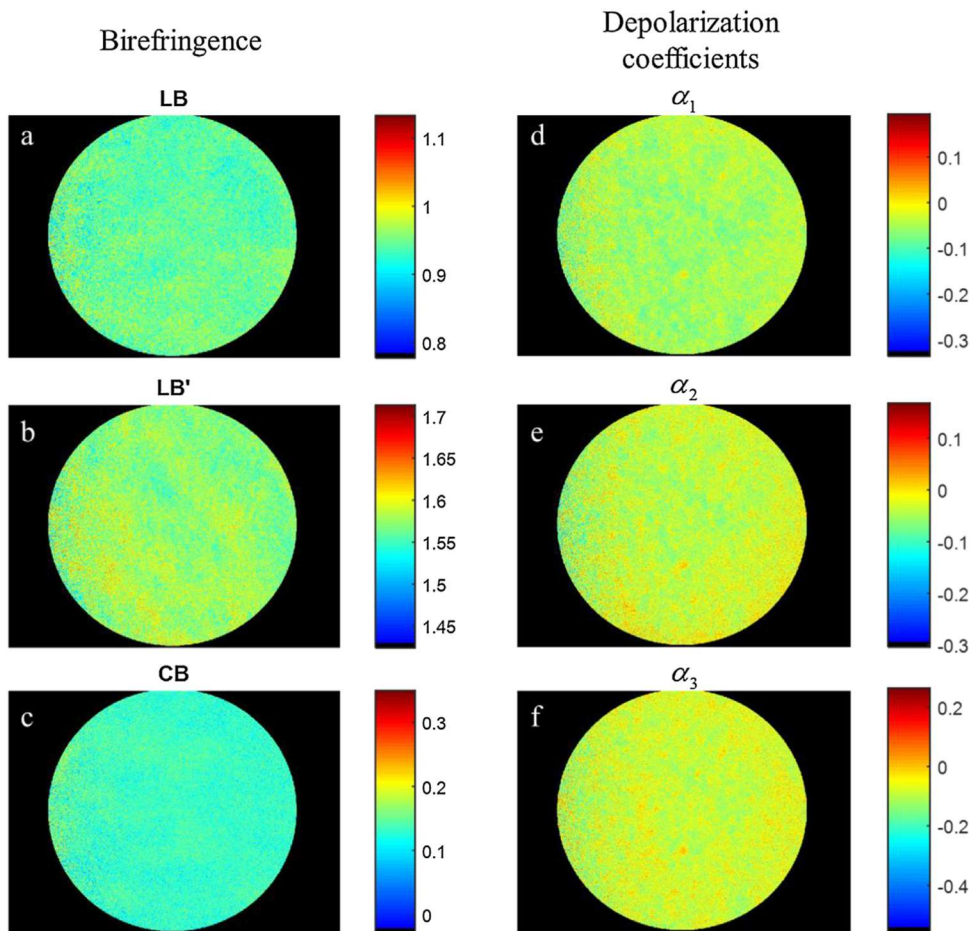 Birefringence
Depolarization
coefficients
LB
a
1.1
1
0.9
0.8
α1
d
0.1
0
-0.1
-0.2
-0.3
LB'
b
1.7
1.65
1.6
1.55
1.5
1.45
α2
e
0.1
0
-0.1
-0.2
-0.3
CB
c
0.3
0.2
0.1
0
α3
f
0.2
0
-0.2
-0.4